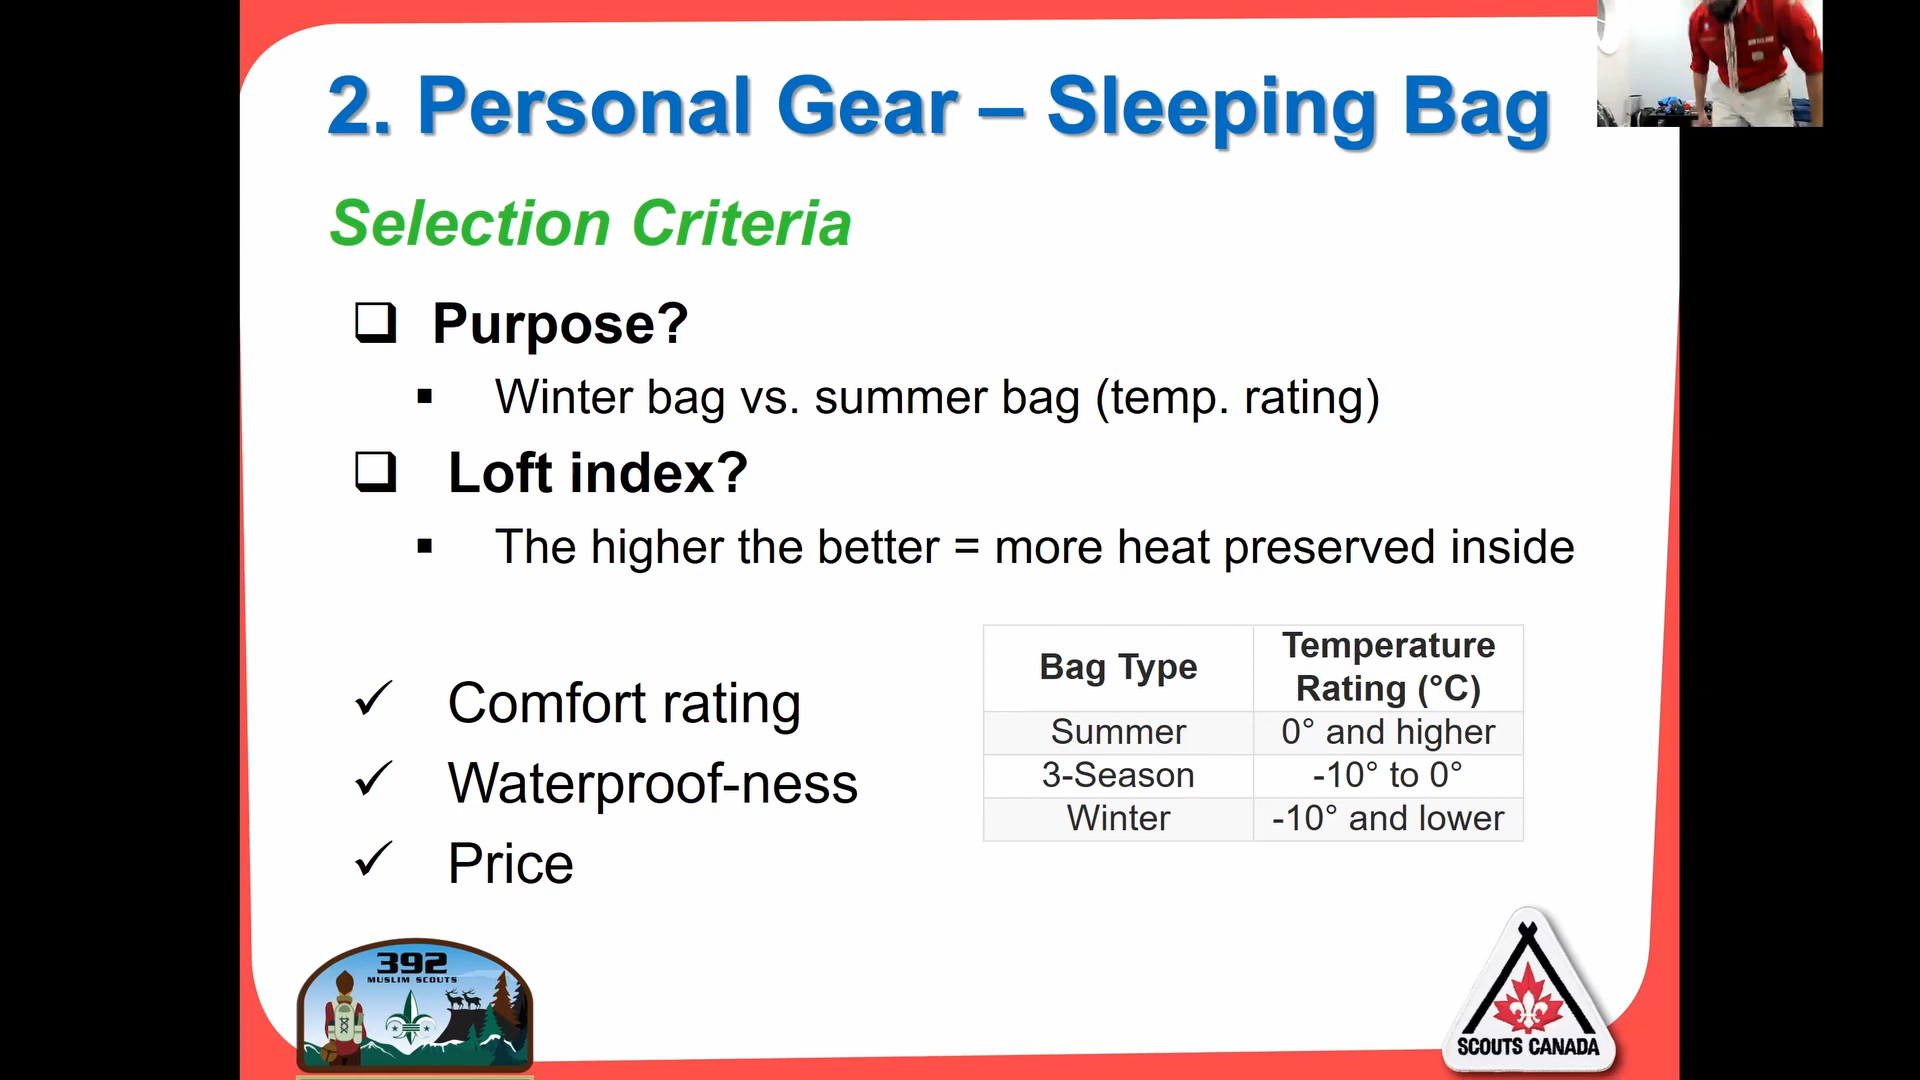 2. Personal Gear – Sleeping Bag
Selection Criteria
Purpose?
Winter bag vs. summer bag (temp. rating)
Loft index?
The higher the better = more heat preserved inside
Comfort rating
Waterproof-ness
Price
Bag Type Temperature Rating (°C)
Summer 0° and higher
3-Season -10° to 0°
Winter -10° and lower
392
MUSLIM SCOUTS
SCOUTS CANADA